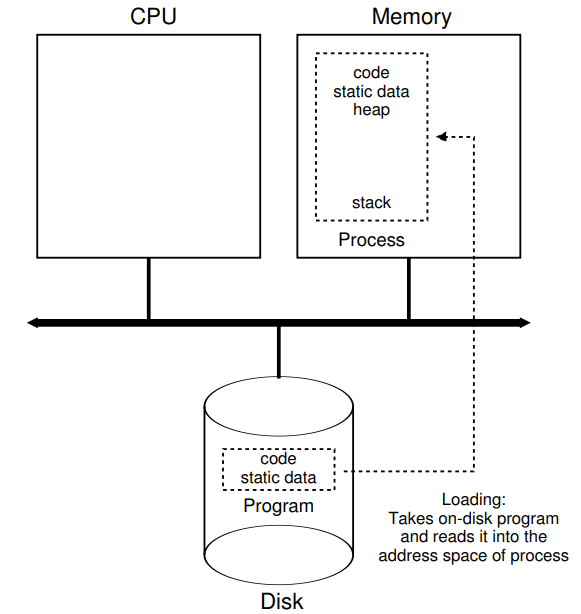 CPU
Memory
code
static data
heap
stack
Process
code
static data
Program
Loading:
Takes on-disk program
and reads it into the
address space of process
Disk